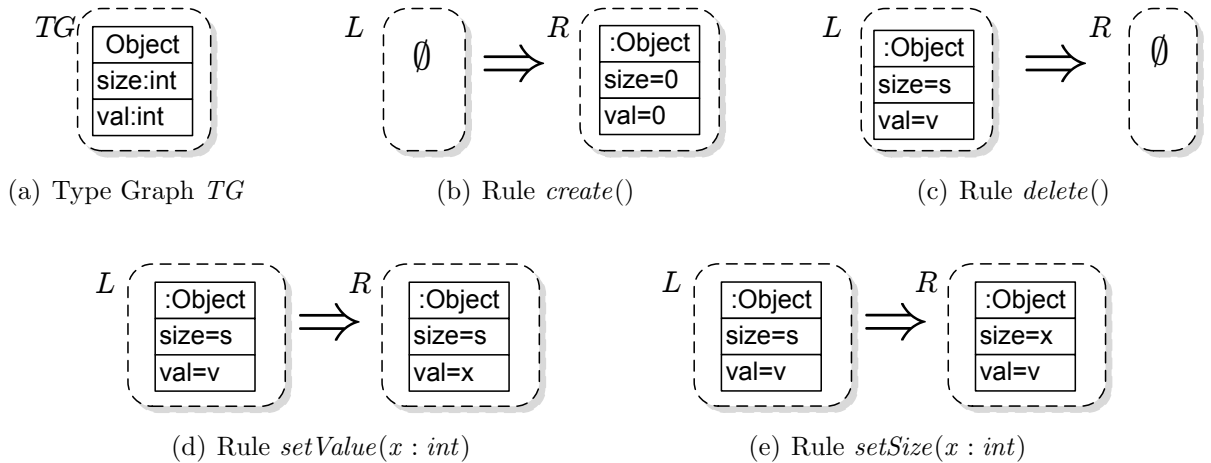 TG
Object
size:int
val:int
(a) Type Graph TG
L
∅
⇒
R
:Object
size=0
val=0
(b) Rule create()
L
:Object
size=s
val=v
⇒
R
∅
(c) Rule delete()
L
:Object
size=s
val=v
⇒
R
:Object
size=s
val=x
(d) Rule setValue(x : int)
L
:Object
size=s
val=v
⇒
R
:Object
size=x
val=v
(e) Rule setSize(x : int)